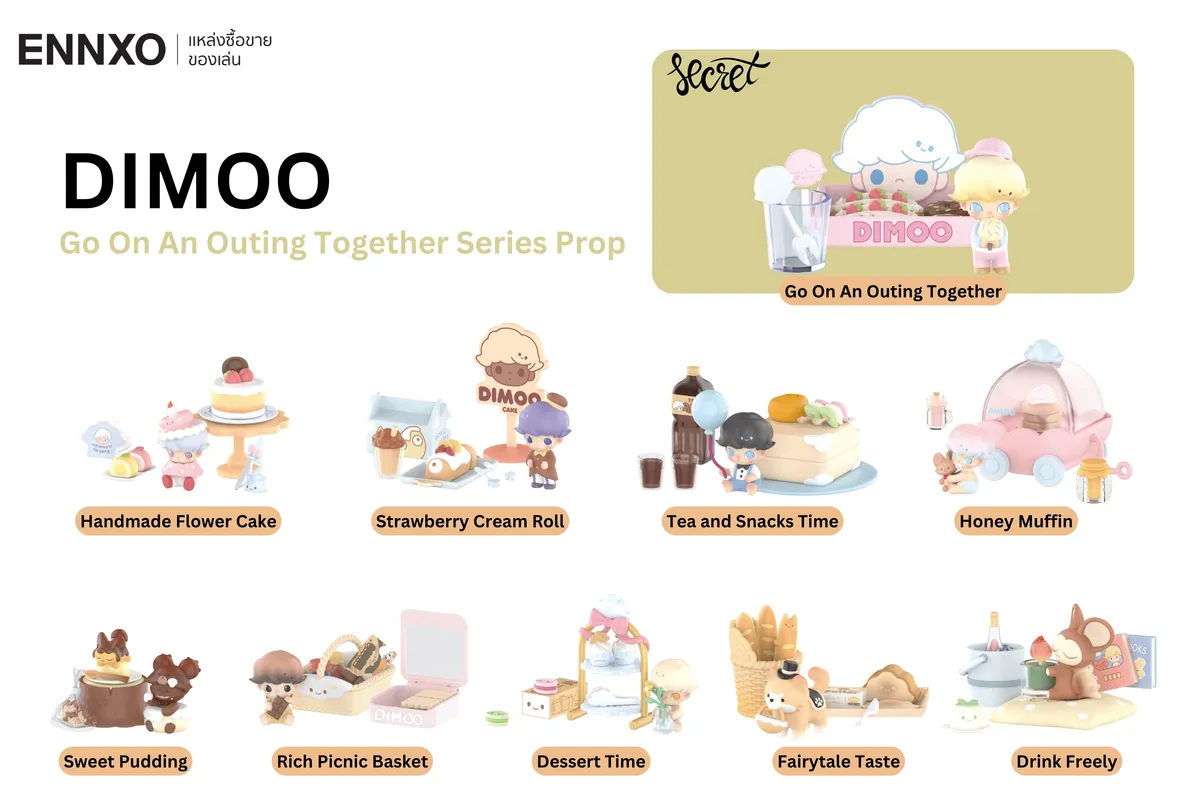 ENNXO
แหล่งซื้อขาย
ของเล่น
secret
DIMOO
Go On An Outing Together Series Prop
DIMOO
Go On An Outing Together
DIMOO
CAKE
Handmade Flower Cake
Strawberry Cream Roll
Tea and Snacks Time
Honey Muffin
DIMOO
Sweet Pudding
Rich Picnic Basket
Dessert Time
Fairytale Taste
Drink Freely